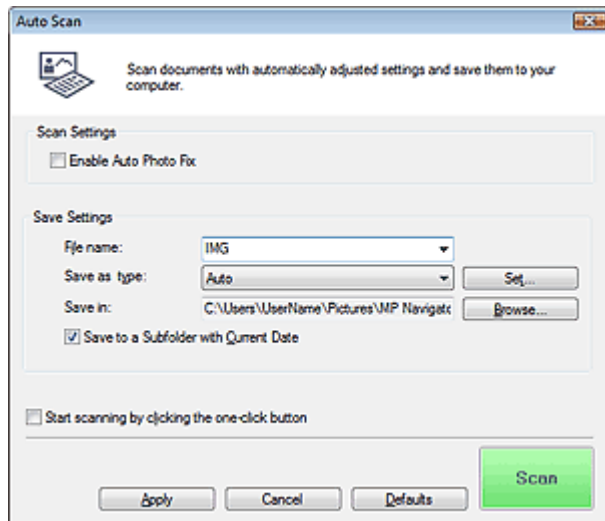 Auto Scan
Scan documents with automatically adjusted settings and save them to your
computer.
Scan Settings
Enable Auto Photo Fix
Save Settings
File name:
IMG
Save as type:
Auto
Set...
Save in:
C:\Users\UserName\Pictures\MP Navigatc
Browse...
Save to a Subfolder with Current Date
Start scanning by clicking the one-click button
Scan
Apply
Cancel
Defaults